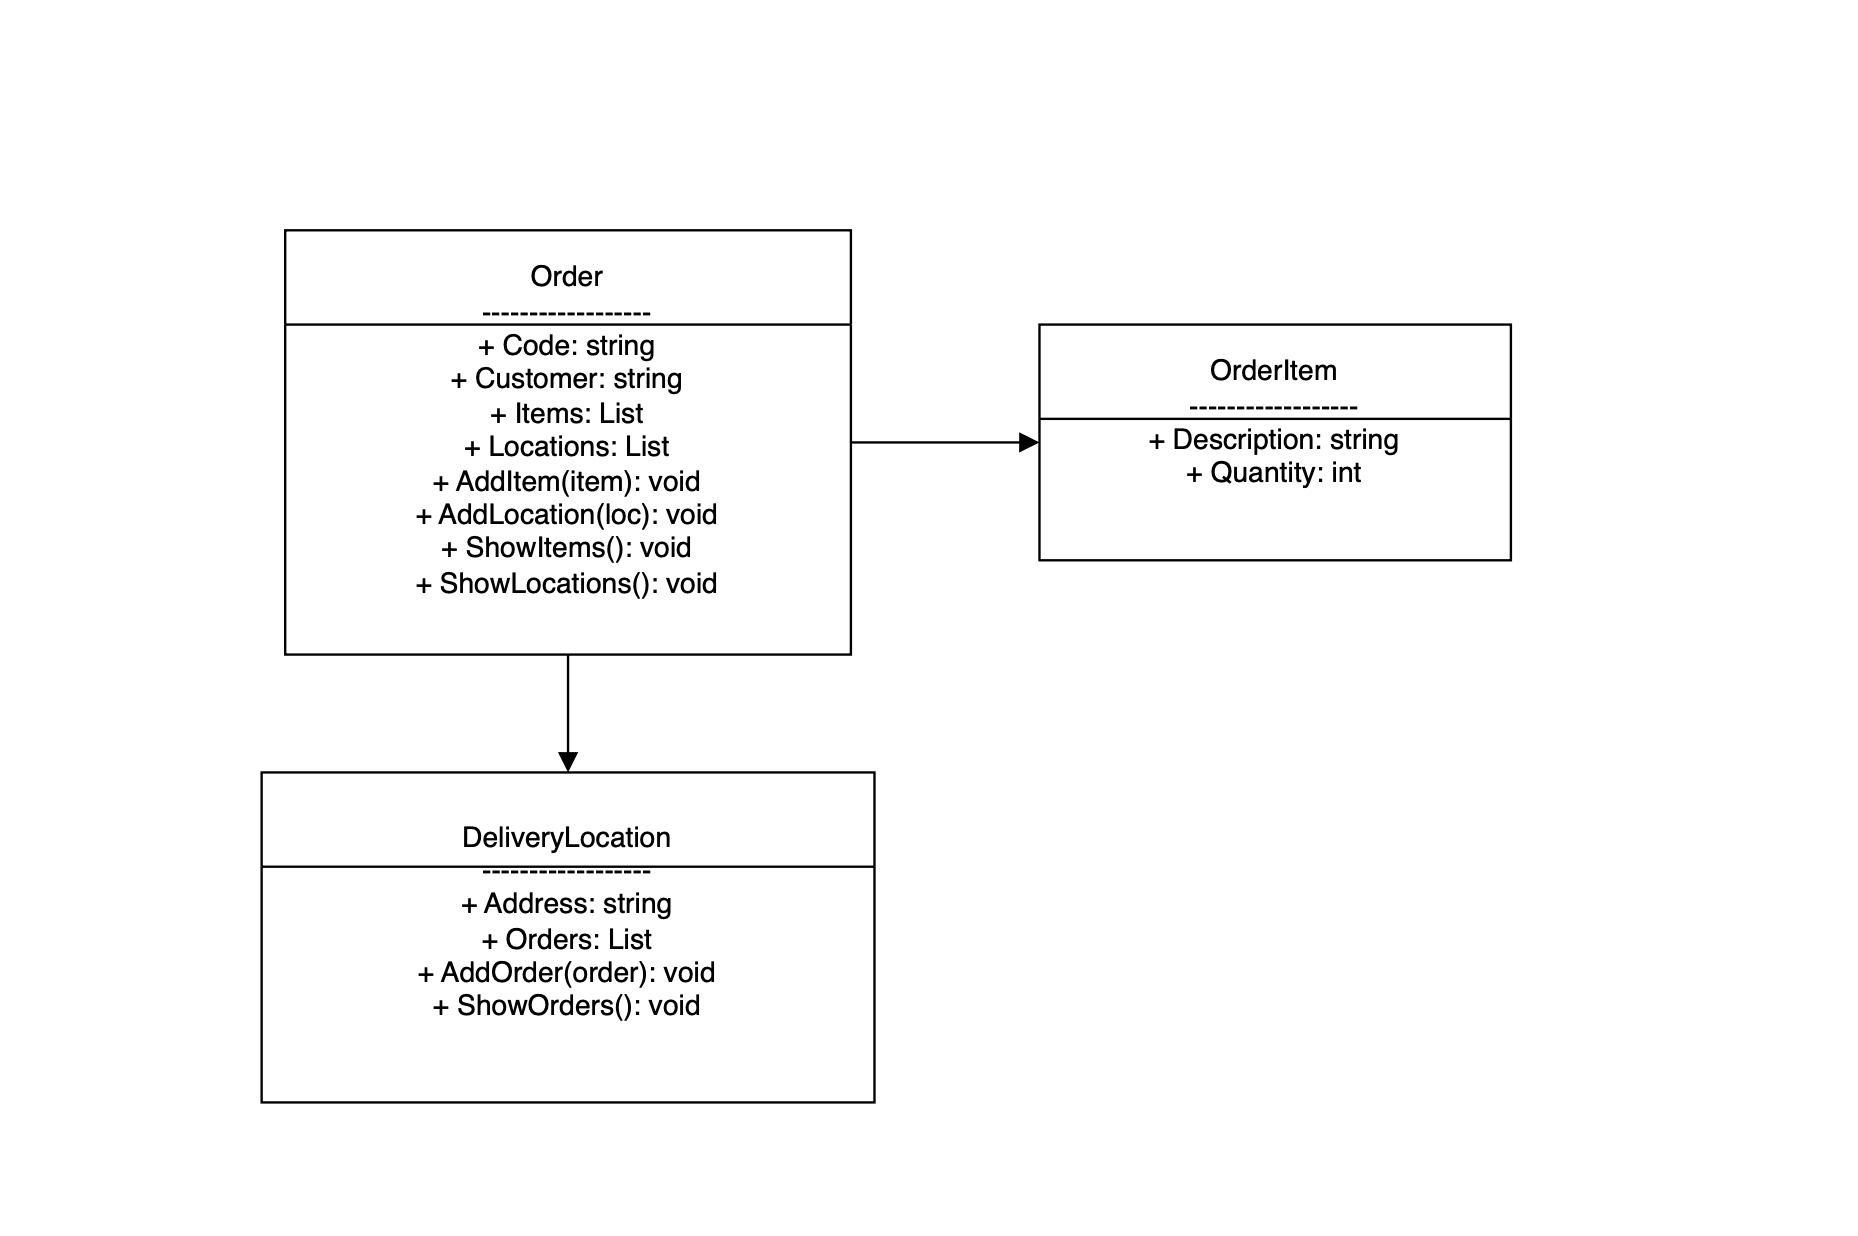 Order
------------------
+ Code: string
+ Customer: string
+ Items: List
+ Locations: List
+ AddItem(item): void
+ AddLocation(loc): void
+ ShowItems(): void
+ ShowLocations(): void
OrderItem
------------------
+ Description: string
+ Quantity: int
DeliveryLocation
------------------
+ Address: string
+ Orders: List
+ AddOrder(order): void
+ ShowOrders(): void